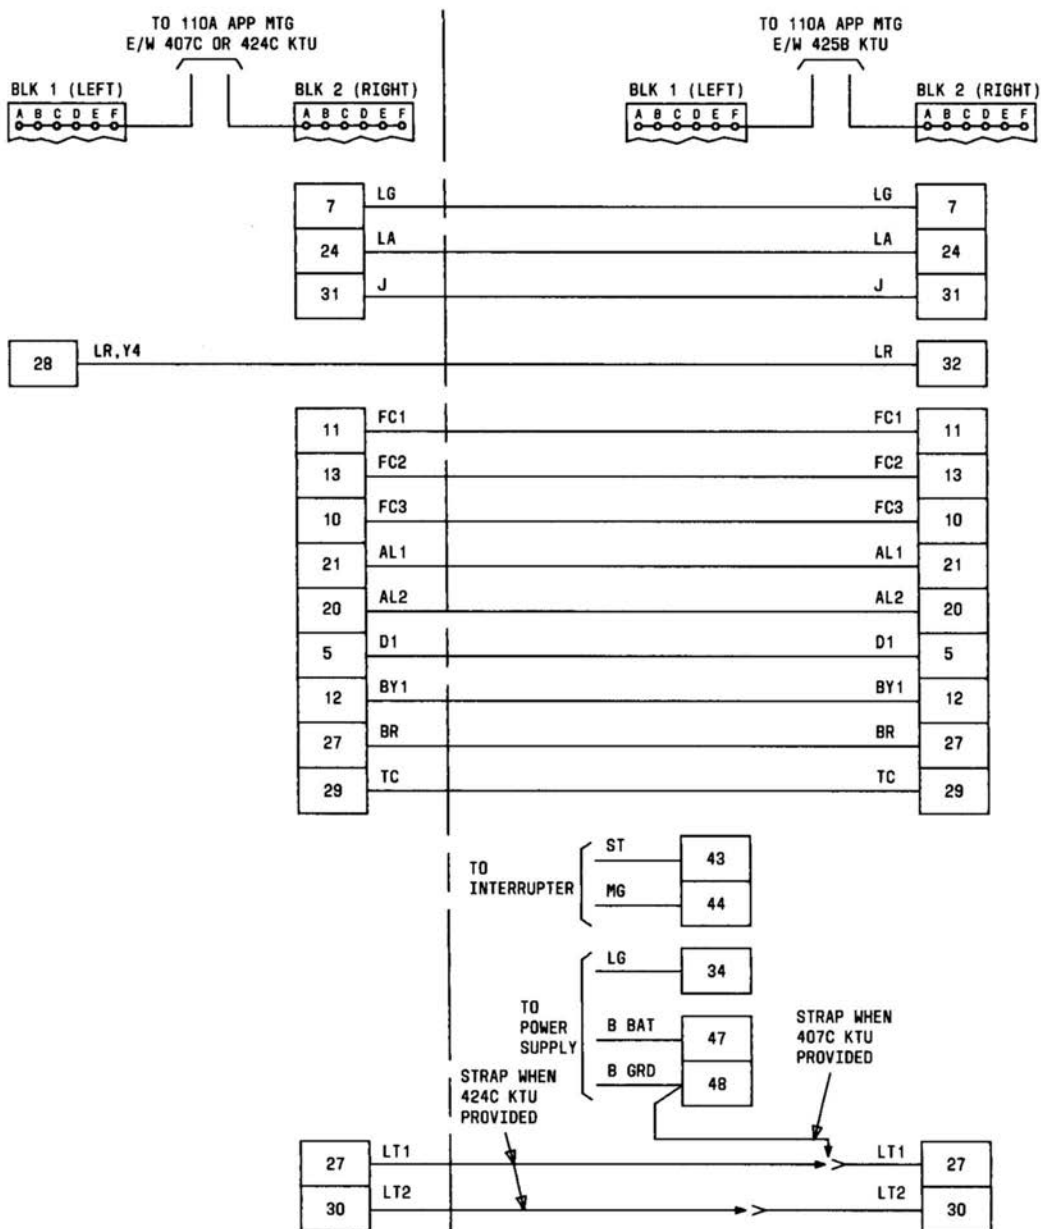 TO 110A APP MTG
E/W 407C OR 424C KTU
TO 110A APP MTG
E/W 425B KTU
BLK 1 (LEFT)
BLK 2 (RIGHT)
BLK 1 (LEFT)
BLK 2 (RIGHT)
A B C D E F
A B C D E F
A B C D E F
A B C D E F
7 LG LG 7
24 LA LA 24
31 J J 31
28 LR,Y4 LR 32
11 FC1 FC1 11
13 FC2 FC2 13
10 FC3 FC3 10
21 AL1 AL1 21
20 AL2 AL2 20
5 D1 D1 5
12 BY1 BY1 12
27 BR BR 27
29 TC TC 29
TO
INTERRUPTER
ST 43
MG 44
TO
POWER
SUPPLY
LG 34
B BAT 47
B GRD 48
STRAP WHEN
407C KTU
PROVIDED
STRAP WHEN
424C KTU
PROVIDED
27 LT1 LT1 27
30 LT2 LT2 30